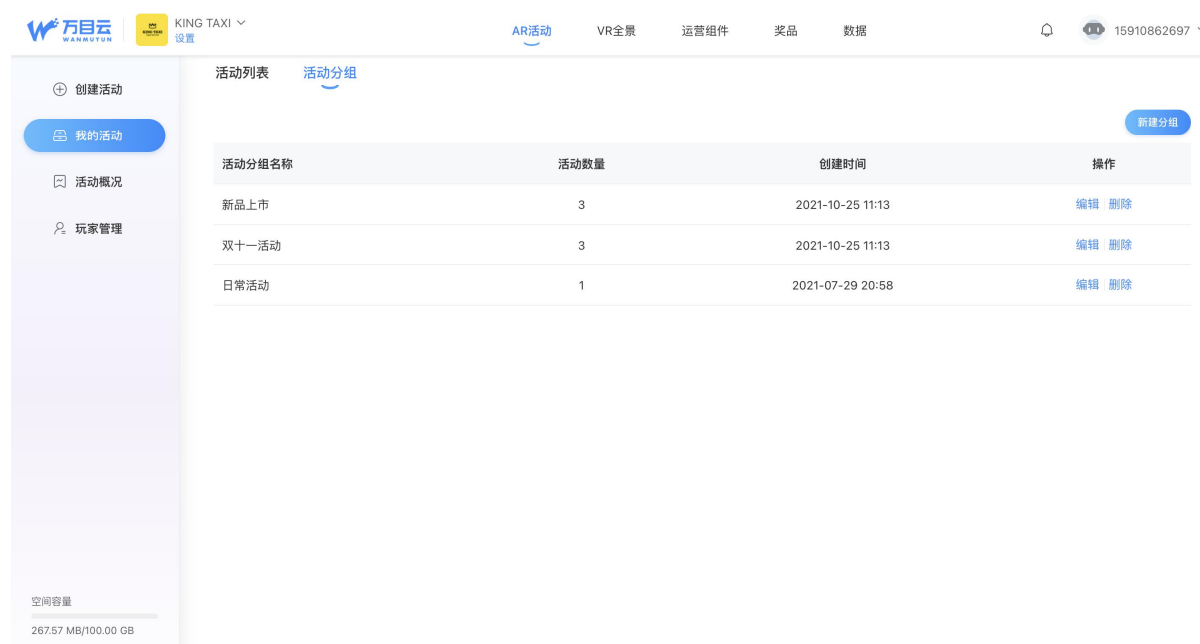 万目云
WANMUYUN
KING TAXI
设置
AR活动 VR全景 运营组件 奖品 数据
15910862697
创建活动
我的活动
活动概况
玩家管理
活动列表 活动分组
新建分组
活动分组名称 活动数量 创建时间 操作
新品上市 3 2021-10-25 11:13 编辑 删除
双十一活动 3 2021-10-25 11:13 编辑 删除
日常活动 1 2021-07-29 20:58 编辑 删除
空间容量
267.57 MB/100.00 GB